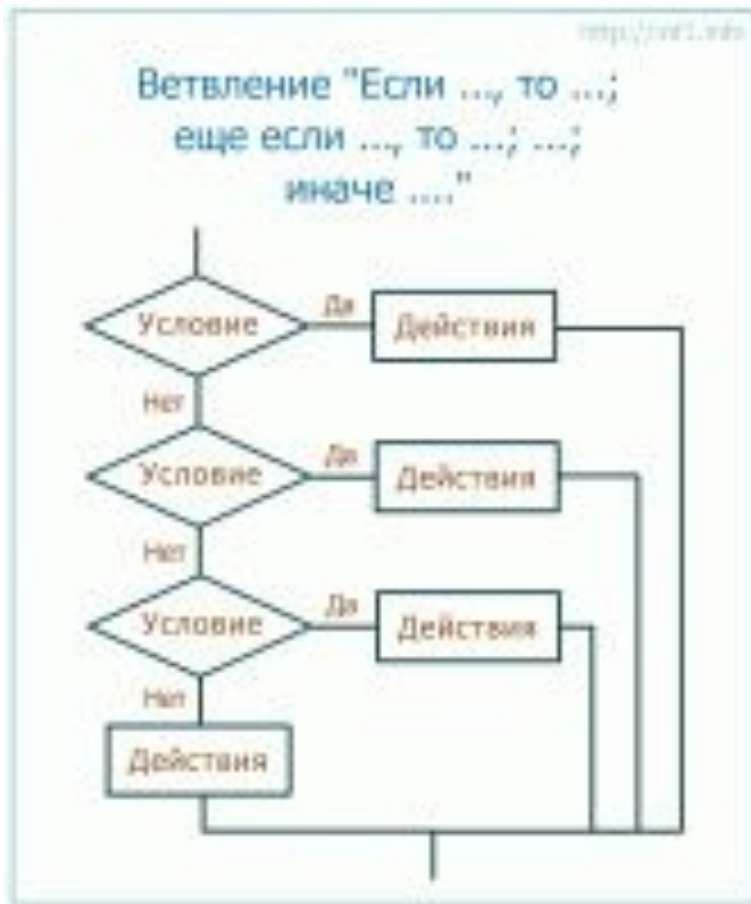 Ветвление "Если ..., то ...;
еще если ..., то ...; ...;
иначе ...."
Условие
Да
Действия
Нет
Условие
Да
Действия
Нет
Условие
Да
Действия
Нет
Действия